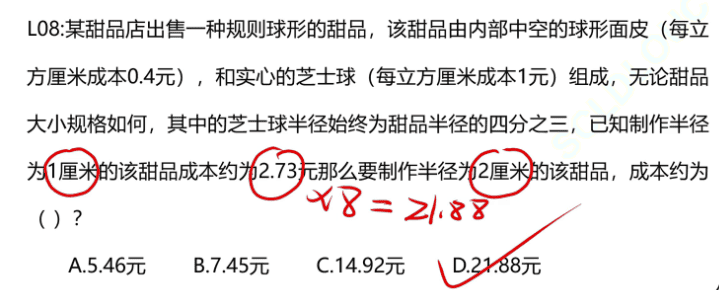 L08:某甜品店出售一种规则球形的甜品，该甜品由内部中空的球形面皮（每立
方厘米成本0.4元），和实心的芝士球（每立方厘米成本1元）组成，无论甜品
大小规格如何，其中的芝士球半径始终为甜品半径的四分之三，已知制作半径
为1厘米的该甜品成本约为2.73元那么要制作半径为2厘米的该甜品，成本约为
×8=21.88
（ ）？
A.5.46元 B.7.45元 C.14.92元 D.21.88元